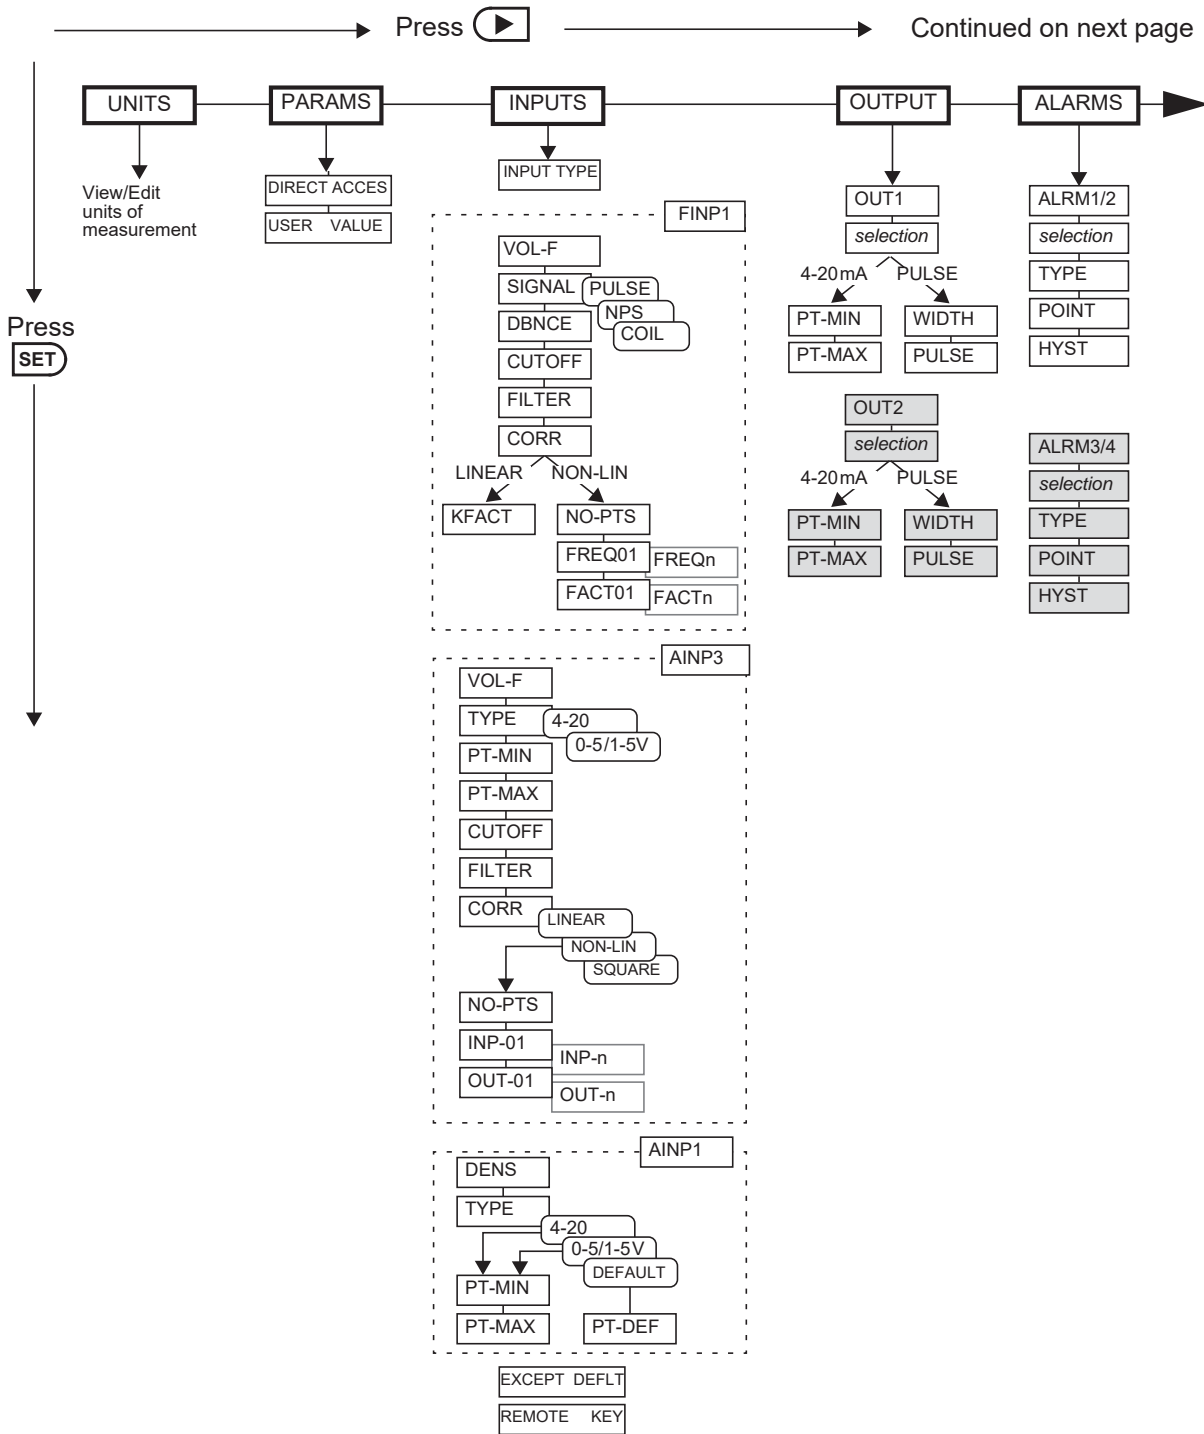 Press
Continued on next page
UNITS
PARAMS
INPUTS
OUTPUT
ALARMS
Press
SET
View/Edit
units of
measurement
DIRECT ACCES
USER VALUE
INPUT TYPE
FINP1
VOL-F
SIGNAL
PULSE
NPS
COIL
DBNCE
CUTOFF
FILTER
CORR
LINEAR
NON-LIN
KFACT
NO-PTS
FREQ01
FREQn
FACT01
FACTn
AINP3
VOL-F
TYPE
4-20
0-5/1-5V
PT-MIN
PT-MAX
CUTOFF
FILTER
CORR
LINEAR
NON-LIN
SQUARE
NO-PTS
INP-01
INP-n
OUT-01
OUT-n
AINP1
DENS
TYPE
4-20
0-5/1-5V
DEFAULT
PT-MIN
PT-MAX
PT-DEF
EXCEPT DEFLT
REMOTE KEY
OUT1
selection
4-20mA
PULSE
PT-MIN
WIDTH
PT-MAX
PULSE
OUT2
selection
4-20mA
PULSE
PT-MIN
WIDTH
PT-MAX
PULSE
ALRM1/2
selection
TYPE
POINT
HYST
ALRM3/4
selection
TYPE
POINT
HYST